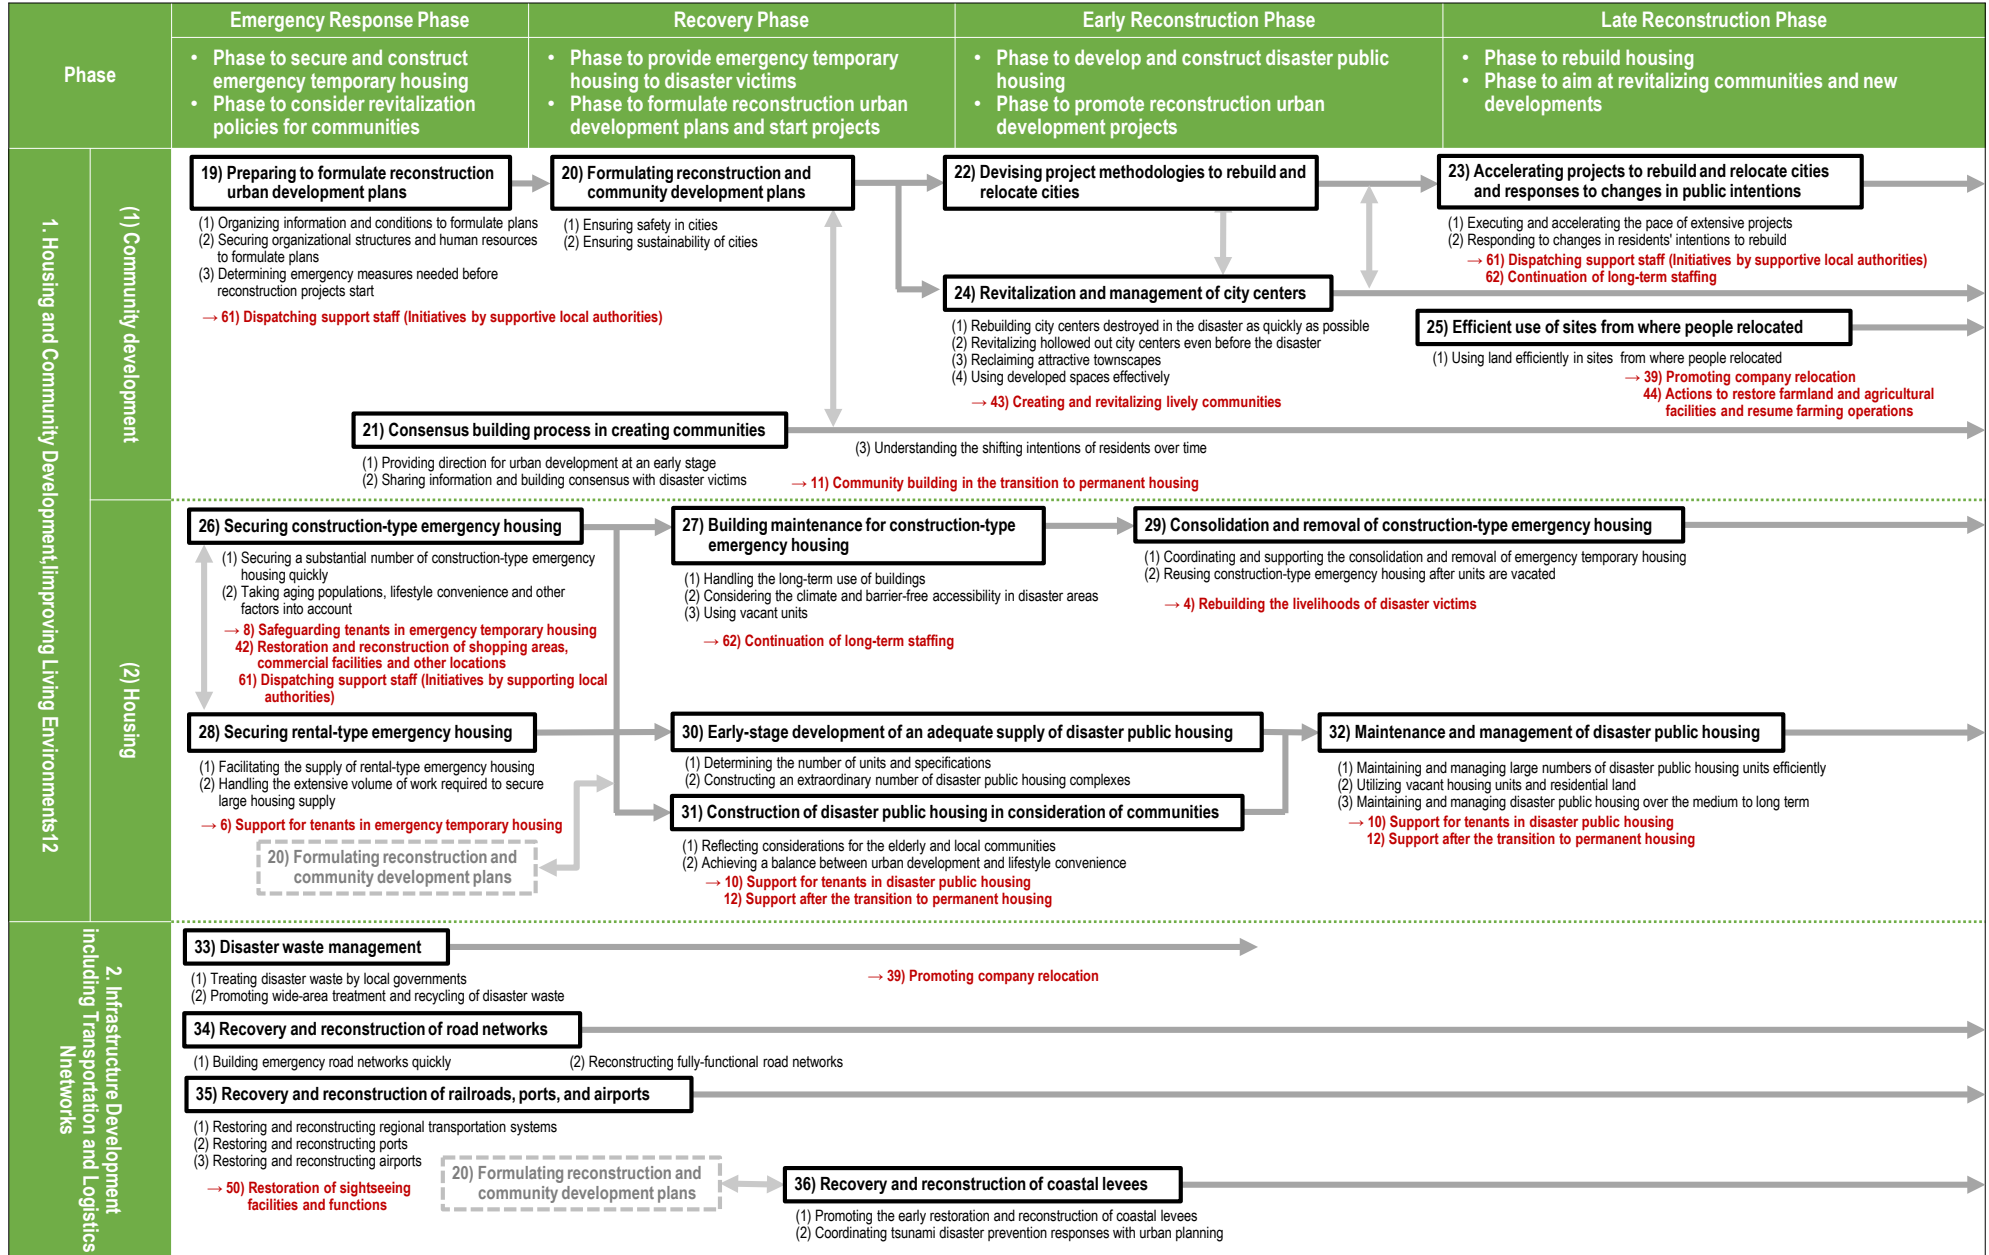 Phase
Emergency Response Phase
Recovery Phase
Early Reconstruction Phase
Late Reconstruction Phase
• Phase to secure and construct
emergency temporary housing
• Phase to consider revitalization
policies for communities
• Phase to provide emergency temporary
housing to disaster victims
• Phase to formulate reconstruction urban
development plans and start projects
• Phase to develop and construct disaster public
housing
• Phase to promote reconstruction urban
development projects
• Phase to rebuild housing
• Phase to aim at revitalizing communities and new
developments
1. Housing and Community Development,Iimproving Living Environments12
(1) Community development
19) Preparing to formulate reconstruction
urban development plans
(1) Organizing information and conditions to formulate plans
(2) Securing organizational structures and human resources
to formulate plans
(3) Determining emergency measures needed before
reconstruction projects start
→ 61) Dispatching support staff (Initiatives by supportive local authorities)
20) Formulating reconstruction and
community development plans
(1) Ensuring safety in cities
(2) Ensuring sustainability of cities
22) Devising project methodologies to rebuild and
relocate cities
23) Accelerating projects to rebuild and relocate cities
and responses to changes in public intentions
(1) Executing and accelerating the pace of extensive projects
(2) Responding to changes in residents' intentions to rebuild
→ 61) Dispatching support staff (Initiatives by supportive local authorities)
62) Continuation of long-term staffing
24) Revitalization and management of city centers
(1) Rebuilding city centers destroyed in the disaster as quickly as possible
(2) Revitalizing hollowed out city centers even before the disaster
(3) Reclaiming attractive townscapes
(4) Using developed spaces effectively
→ 43) Creating and revitalizing lively communities
25) Efficient use of sites from where people relocated
(1) Using land efficiently in sites from where people relocated
→ 39) Promoting company relocation
44) Actions to restore farmland and agricultural
facilities and resume farming operations
21) Consensus building process in creating communities
(1) Providing direction for urban development at an early stage
(2) Sharing information and building consensus with disaster victims
(3) Understanding the shifting intentions of residents over time
→ 11) Community building in the transition to permanent housing
(2) Housing
26) Securing construction-type emergency housing
(1) Securing a substantial number of construction-type emergency
housing quickly
(2) Taking aging populations, lifestyle convenience and other
factors into account
→ 8) Safeguarding tenants in emergency temporary housing
42) Restoration and reconstruction of shopping areas,
commercial facilities and other locations
61) Dispatching support staff (Initiatives by supporting local
authorities)
27) Building maintenance for construction-type
emergency housing
(1) Handling the long-term use of buildings
(2) Considering the climate and barrier-free accessibility in disaster areas
(3) Using vacant units
→ 62) Continuation of long-term staffing
29) Consolidation and removal of construction-type emergency housing
(1) Coordinating and supporting the consolidation and removal of emergency temporary housing
(2) Reusing construction-type emergency housing after units are vacated
→ 4) Rebuilding the livelihoods of disaster victims
28) Securing rental-type emergency housing
(1) Facilitating the supply of rental-type emergency housing
(2) Handling the extensive volume of work required to secure
large housing supply
→ 6) Support for tenants in emergency temporary housing
20) Formulating reconstruction and
community development plans
30) Early-stage development of an adequate supply of disaster public housing
(1) Determining the number of units and specifications
(2) Constructing an extraordinary number of disaster public housing complexes
31) Construction of disaster public housing in consideration of communities
(1) Reflecting considerations for the elderly and local communities
(2) Achieving a balance between urban development and lifestyle convenience
→ 10) Support for tenants in disaster public housing
12) Support after the transition to permanent housing
32) Maintenance and management of disaster public housing
(1) Maintaining and managing large numbers of disaster public housing units efficiently
(2) Utilizing vacant housing units and residential land
(3) Maintaining and managing disaster public housing over the medium to long term
→ 10) Support for tenants in disaster public housing
12) Support after the transition to permanent housing
2. Infrastructure Development
including Transportation and Logistics
Nnetworks
33) Disaster waste management
(1) Treating disaster waste by local governments
(2) Promoting wide-area treatment and recycling of disaster waste
→ 39) Promoting company relocation
34) Recovery and reconstruction of road networks
(1) Building emergency road networks quickly
(2) Reconstructing fully-functional road networks
35) Recovery and reconstruction of railroads, ports, and airports
(1) Restoring and reconstructing regional transportation systems
(2) Restoring and reconstructing ports
(3) Restoring and reconstructing airports
→ 50) Restoration of sightseeing
facilities and functions
20) Formulating reconstruction and
community development plans
36) Recovery and reconstruction of coastal levees
(1) Promoting the early restoration and reconstruction of coastal levees
(2) Coordinating tsunami disaster prevention responses with urban planning